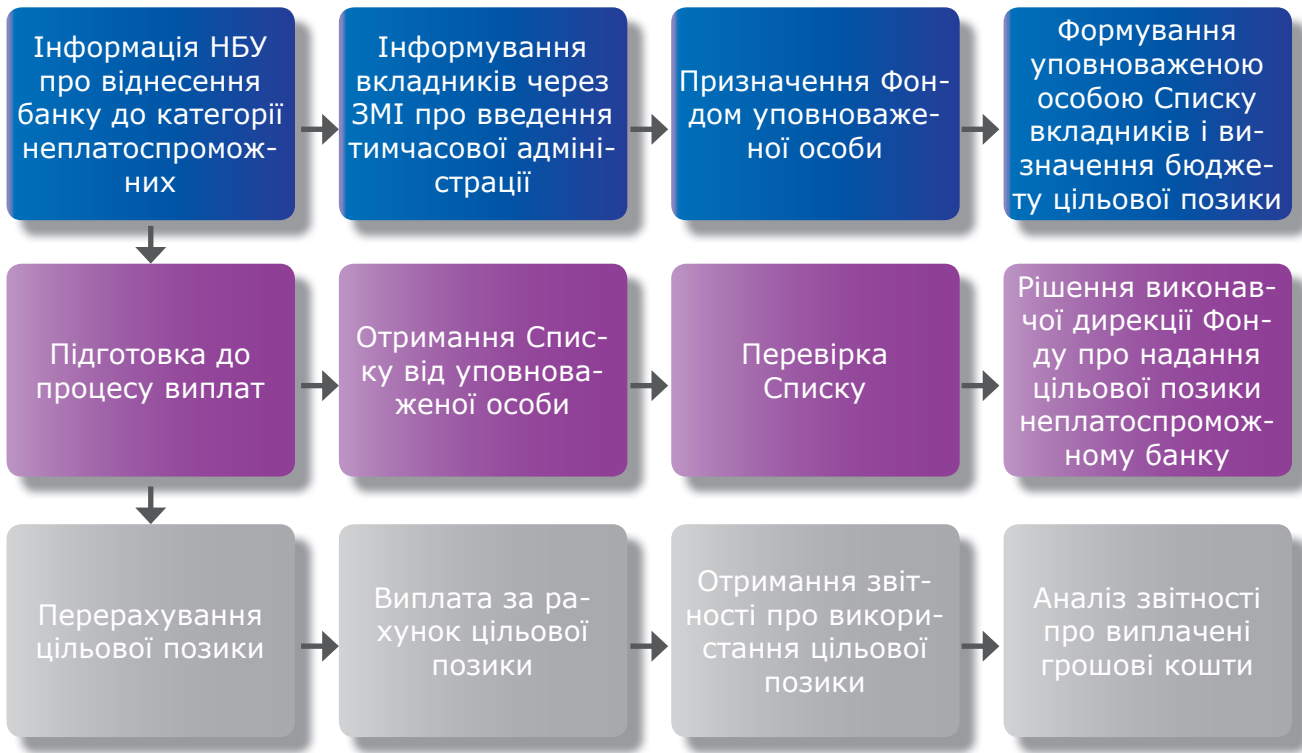 Інформація НБУ
про віднесення
банку до категорії
неплатоспромож-
них
Інформування
вкладників через
ЗМІ про введення
тимчасової адміні-
страції
Призначення Фон-
дом уповноваже-
ної особи
Формування
уповноваженою
особою Списку
вкладників і ви-
значення бюдже-
ту цільової позики
Підготовка до
процесу виплат
Отримання Спис-
ку від уповнова-
женої особи
Перевірка
Списку
Рішення виконав-
чої дирекції Фон-
ду про надання
цільової позики
неплатоспромож-
ному банку
Перерахування
цільової позики
Виплата за ра-
хунок цільової
позики
Отримання звіт-
ності про викори-
стання цільової
позики
Аналіз звітності
про виплачені
грошові кошти